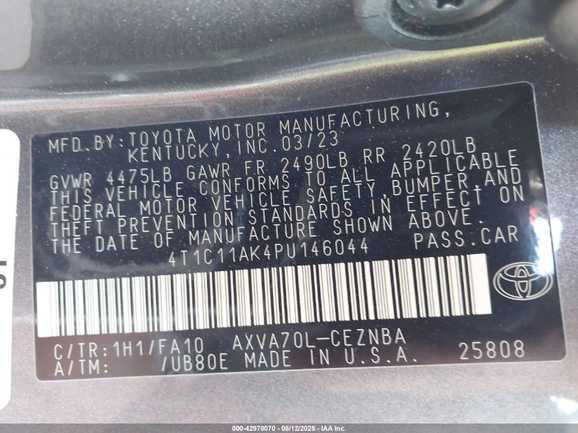 MFD.BY:TOYOTA MOTOR MANUFACTURING,
KENTUCKY, INC. 03/23
GVWR 4475LB GAWR FR 2490LB RR 2420LB
THIS VEHICLE CONFORMS TO ALL APPLICABLE
FEDERAL MOTOR VEHICLE SAFETY, BUMPER, AND
THEFT PREVENTION STANDARDS IN EFFECT ON
THE DATE OF MANUFACTURE SHOWN ABOVE.
4T1C11AK4PU146044 PASS.CAR
C/TR:1H1/FA10 AXVA70L-CEZNBA
A/TM: /UB80E MADE IN U.S.A. 25808
000-42978070 - 08/12/2025 - IAA Inc.